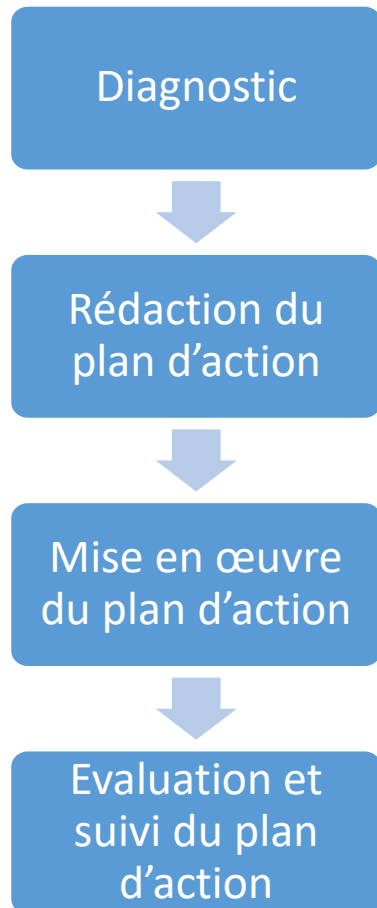 Diagnostic
Rédaction du
plan d’action
Mise en œuvre
du plan d’action
Evaluation et
suivi du plan
d’action